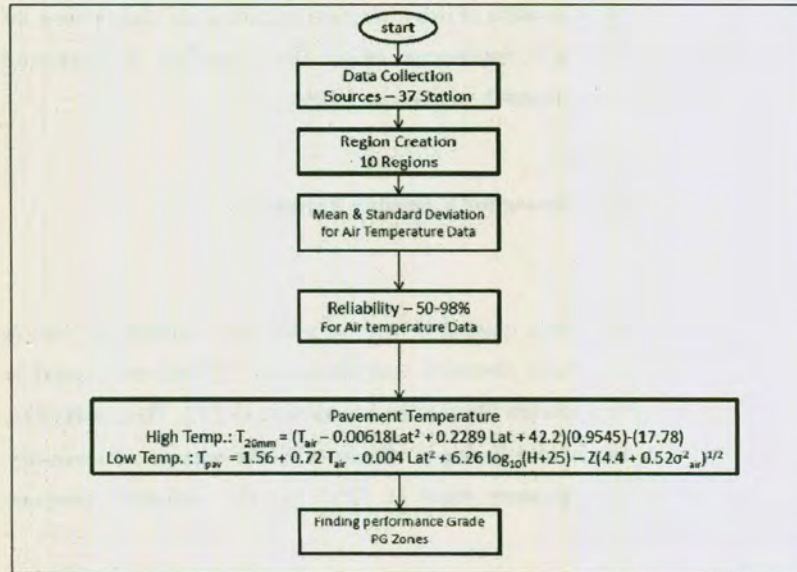 start
Data Collection
Sources – 37 Station
Region Creation
10 Regions
Mean & Standard Deviation
for Air Temperature Data
Reliability – 50-98%
For Air temperature Data
Pavement Temperature
High Temp.: T20mm = (Tair – 0.00618Lat² + 0.2289 Lat + 42.2)(0.9545)-(17.78)
Low Temp. : Tpav = 1.56 + 0.72 Tair - 0.004 Lat² + 6.26 log10(H+25) – Z(4.4 + 0.52σ²air)1/2
Finding performance Grade
PG Zones